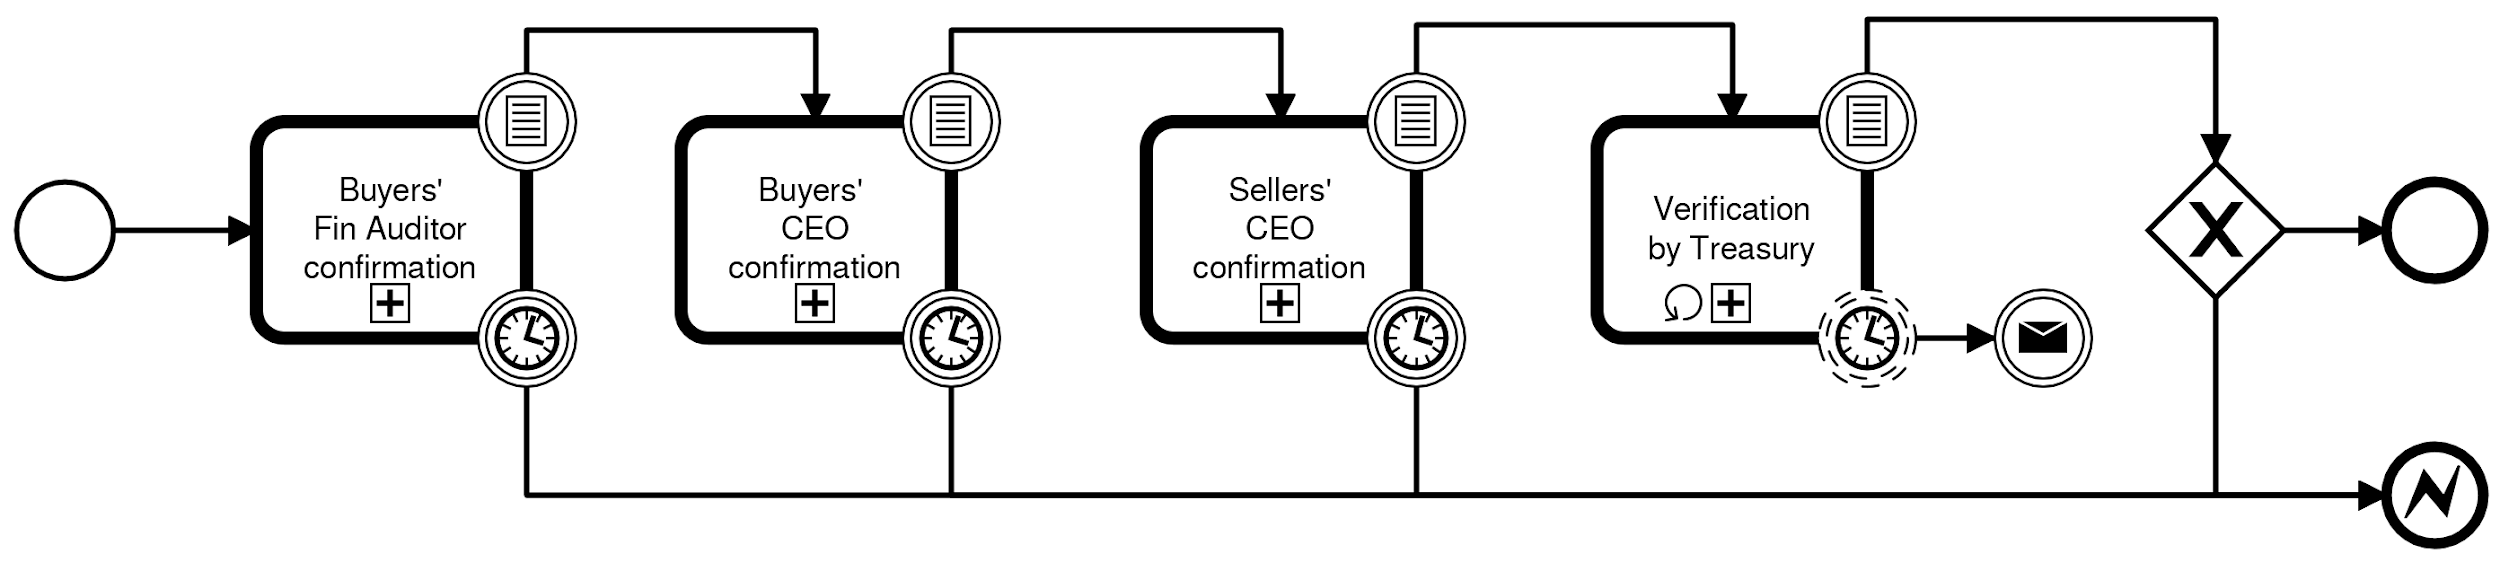 Buyers'
Fin Auditor
confirmation
Buyers'
CEO
confirmation
Sellers'
CEO
confirmation
Verification
by Treasury